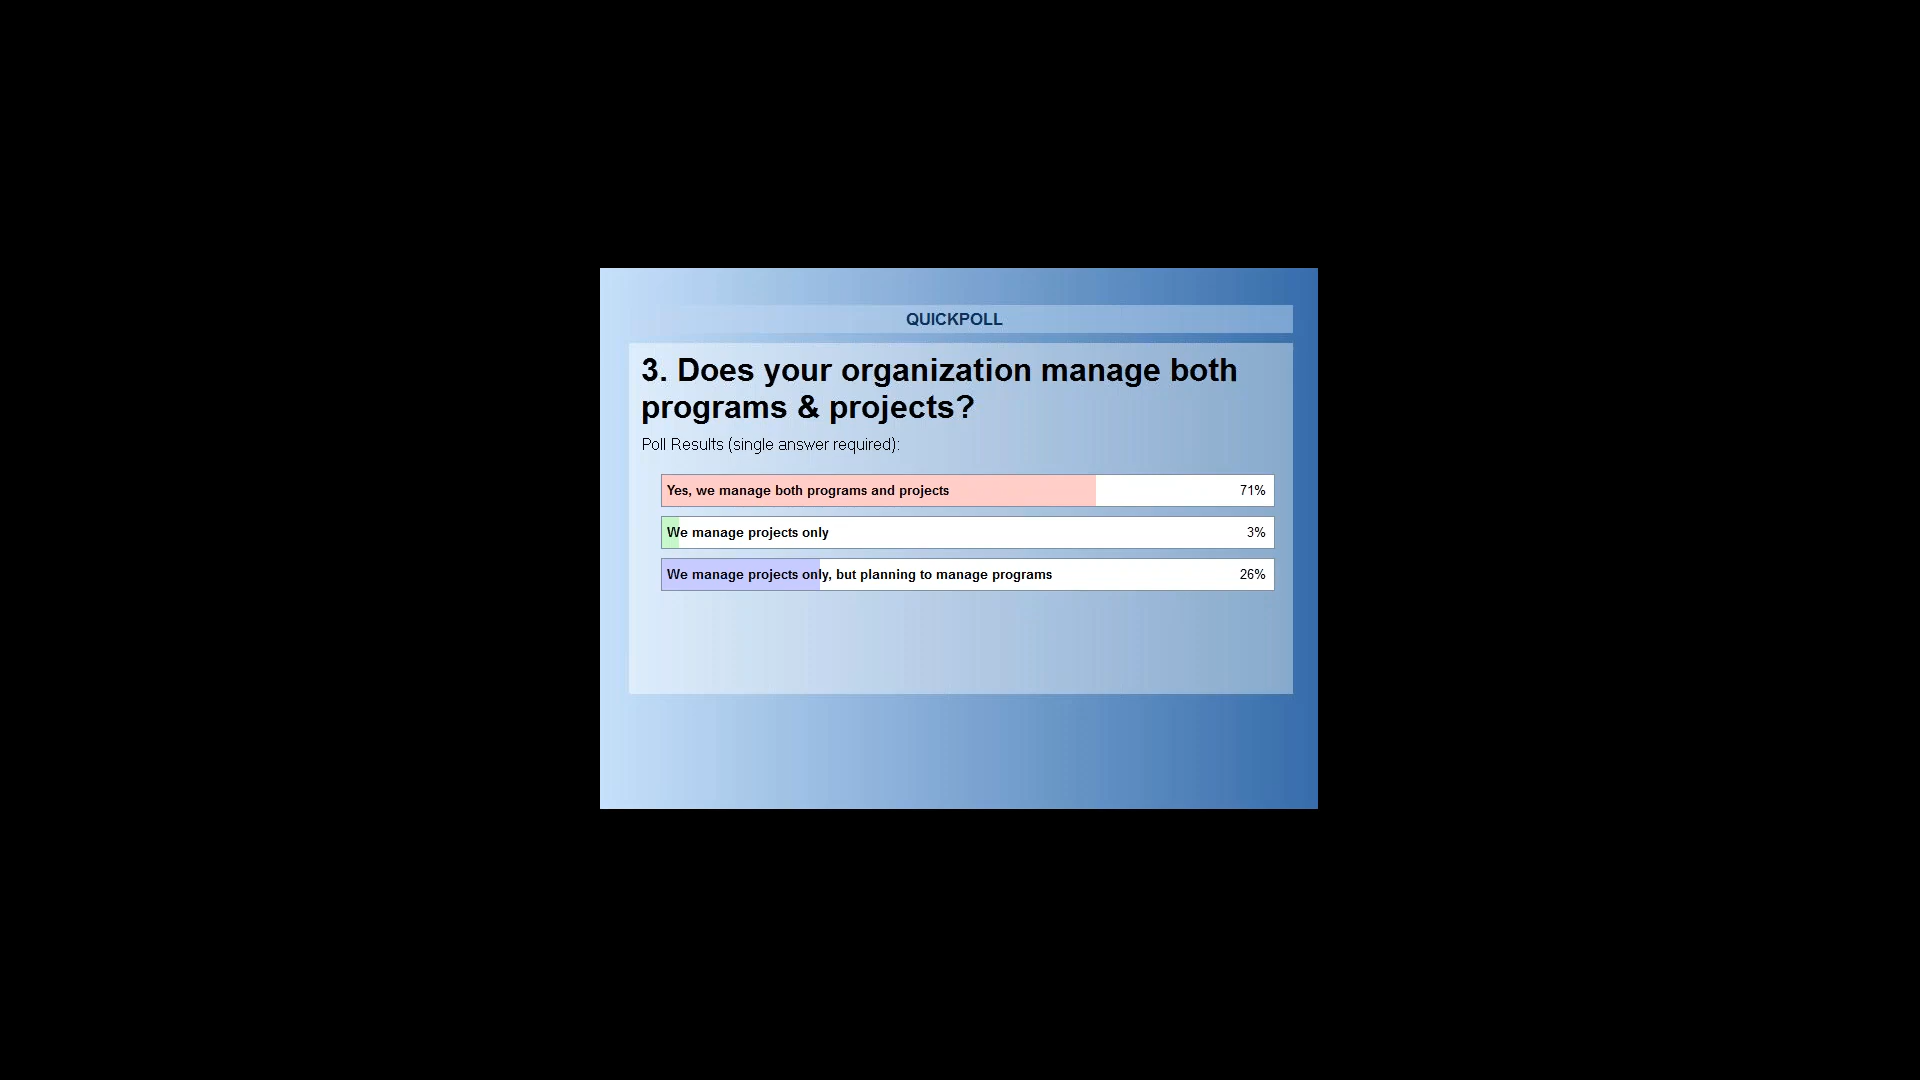 QUICKPOLL
3. Does your organization manage both
programs & projects?
Poll Results (single answer required):
Yes, we manage both programs and projects 71%
We manage projects only 3%
We manage projects only, but planning to manage programs 26%